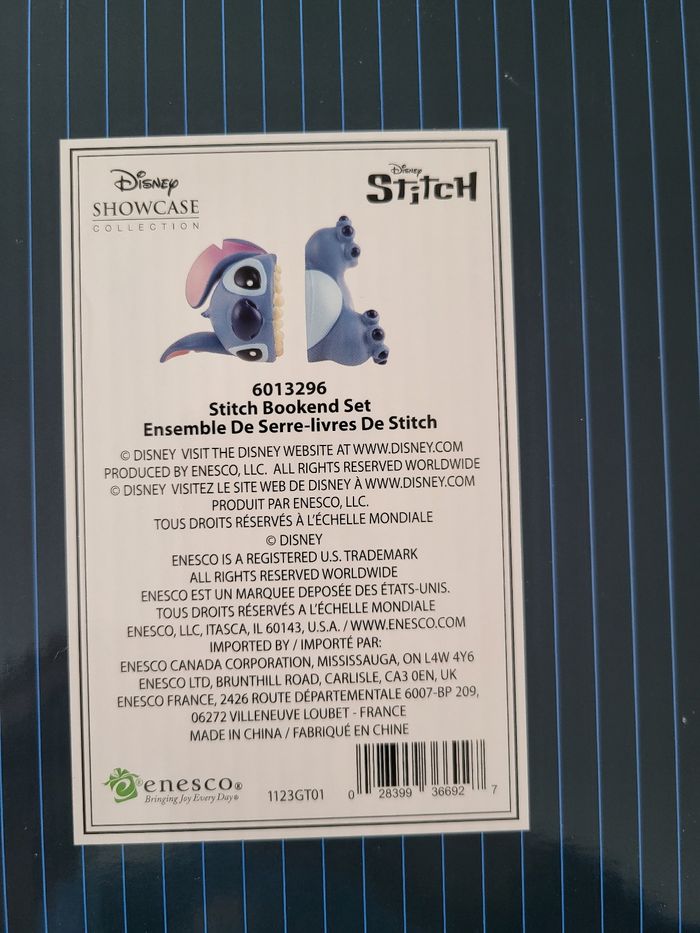 Disney
SHOWCASE
COLLECTION
Disney
STITCH
6013296
Stitch Bookend Set
Ensemble De Serre-livres De Stitch
© DISNEY VISIT THE DISNEY WEBSITE AT WWW.DISNEY.COM
PRODUCED BY ENESCO, LLC. ALL RIGHTS RESERVED WORLDWIDE
© DISNEY VISITEZ LE SITE WEB DE DISNEY À WWW.DISNEY.COM
PRODUIT PAR ENESCO, LLC.
TOUS DROITS RÉSERVÉS À L'ÉCHELLE MONDIALE
© DISNEY
ENESCO IS A REGISTERED U.S. TRADEMARK
ALL RIGHTS RESERVED WORLDWIDE
ENESCO EST UN MARQUEE DEPOSÉE DES ÉTATS-UNIS.
TOUS DROITS RÉSERVÉS A L'ÉCHELLE MONDIALE
ENESCO, LLC, ITASCA, IL 60143, U.S.A. / WWW.ENESCO.COM
IMPORTED BY / IMPORTÉ PAR:
ENESCO CANADA CORPORATION, MISSISSAUGA, ON L4W 4Y6
ENESCO LTD, BRUNTHILL ROAD, CARLISLE, CA3 0EN, UK
ENESCO FRANCE, 2426 ROUTE DÉPARTEMENTALE 6007-BP 209,
06272 VILLENEUVE LOUBET - FRANCE
MADE IN CHINA / FABRIQUÉ EN CHINE
enesco®
Bringing Joy Every Day®
1123GT01
0 28399 36692 7